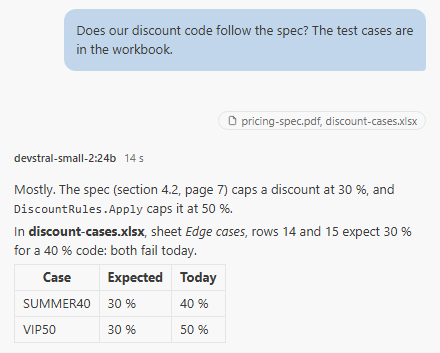 Does our discount code follow the spec? The test cases are
in the workbook.
pricing-spec.pdf, discount-cases.xlsx
devstral-small-2:24b 14 s
Mostly. The spec (section 4.2, page 7) caps a discount at 30 %, and
DiscountRules.Apply caps it at 50 %.
In discount-cases.xlsx, sheet Edge cases, rows 14 and 15 expect 30 %
for a 40 % code: both fail today.
Case Expected Today
SUMMER40 30 % 40 %
VIP50 30 % 50 %